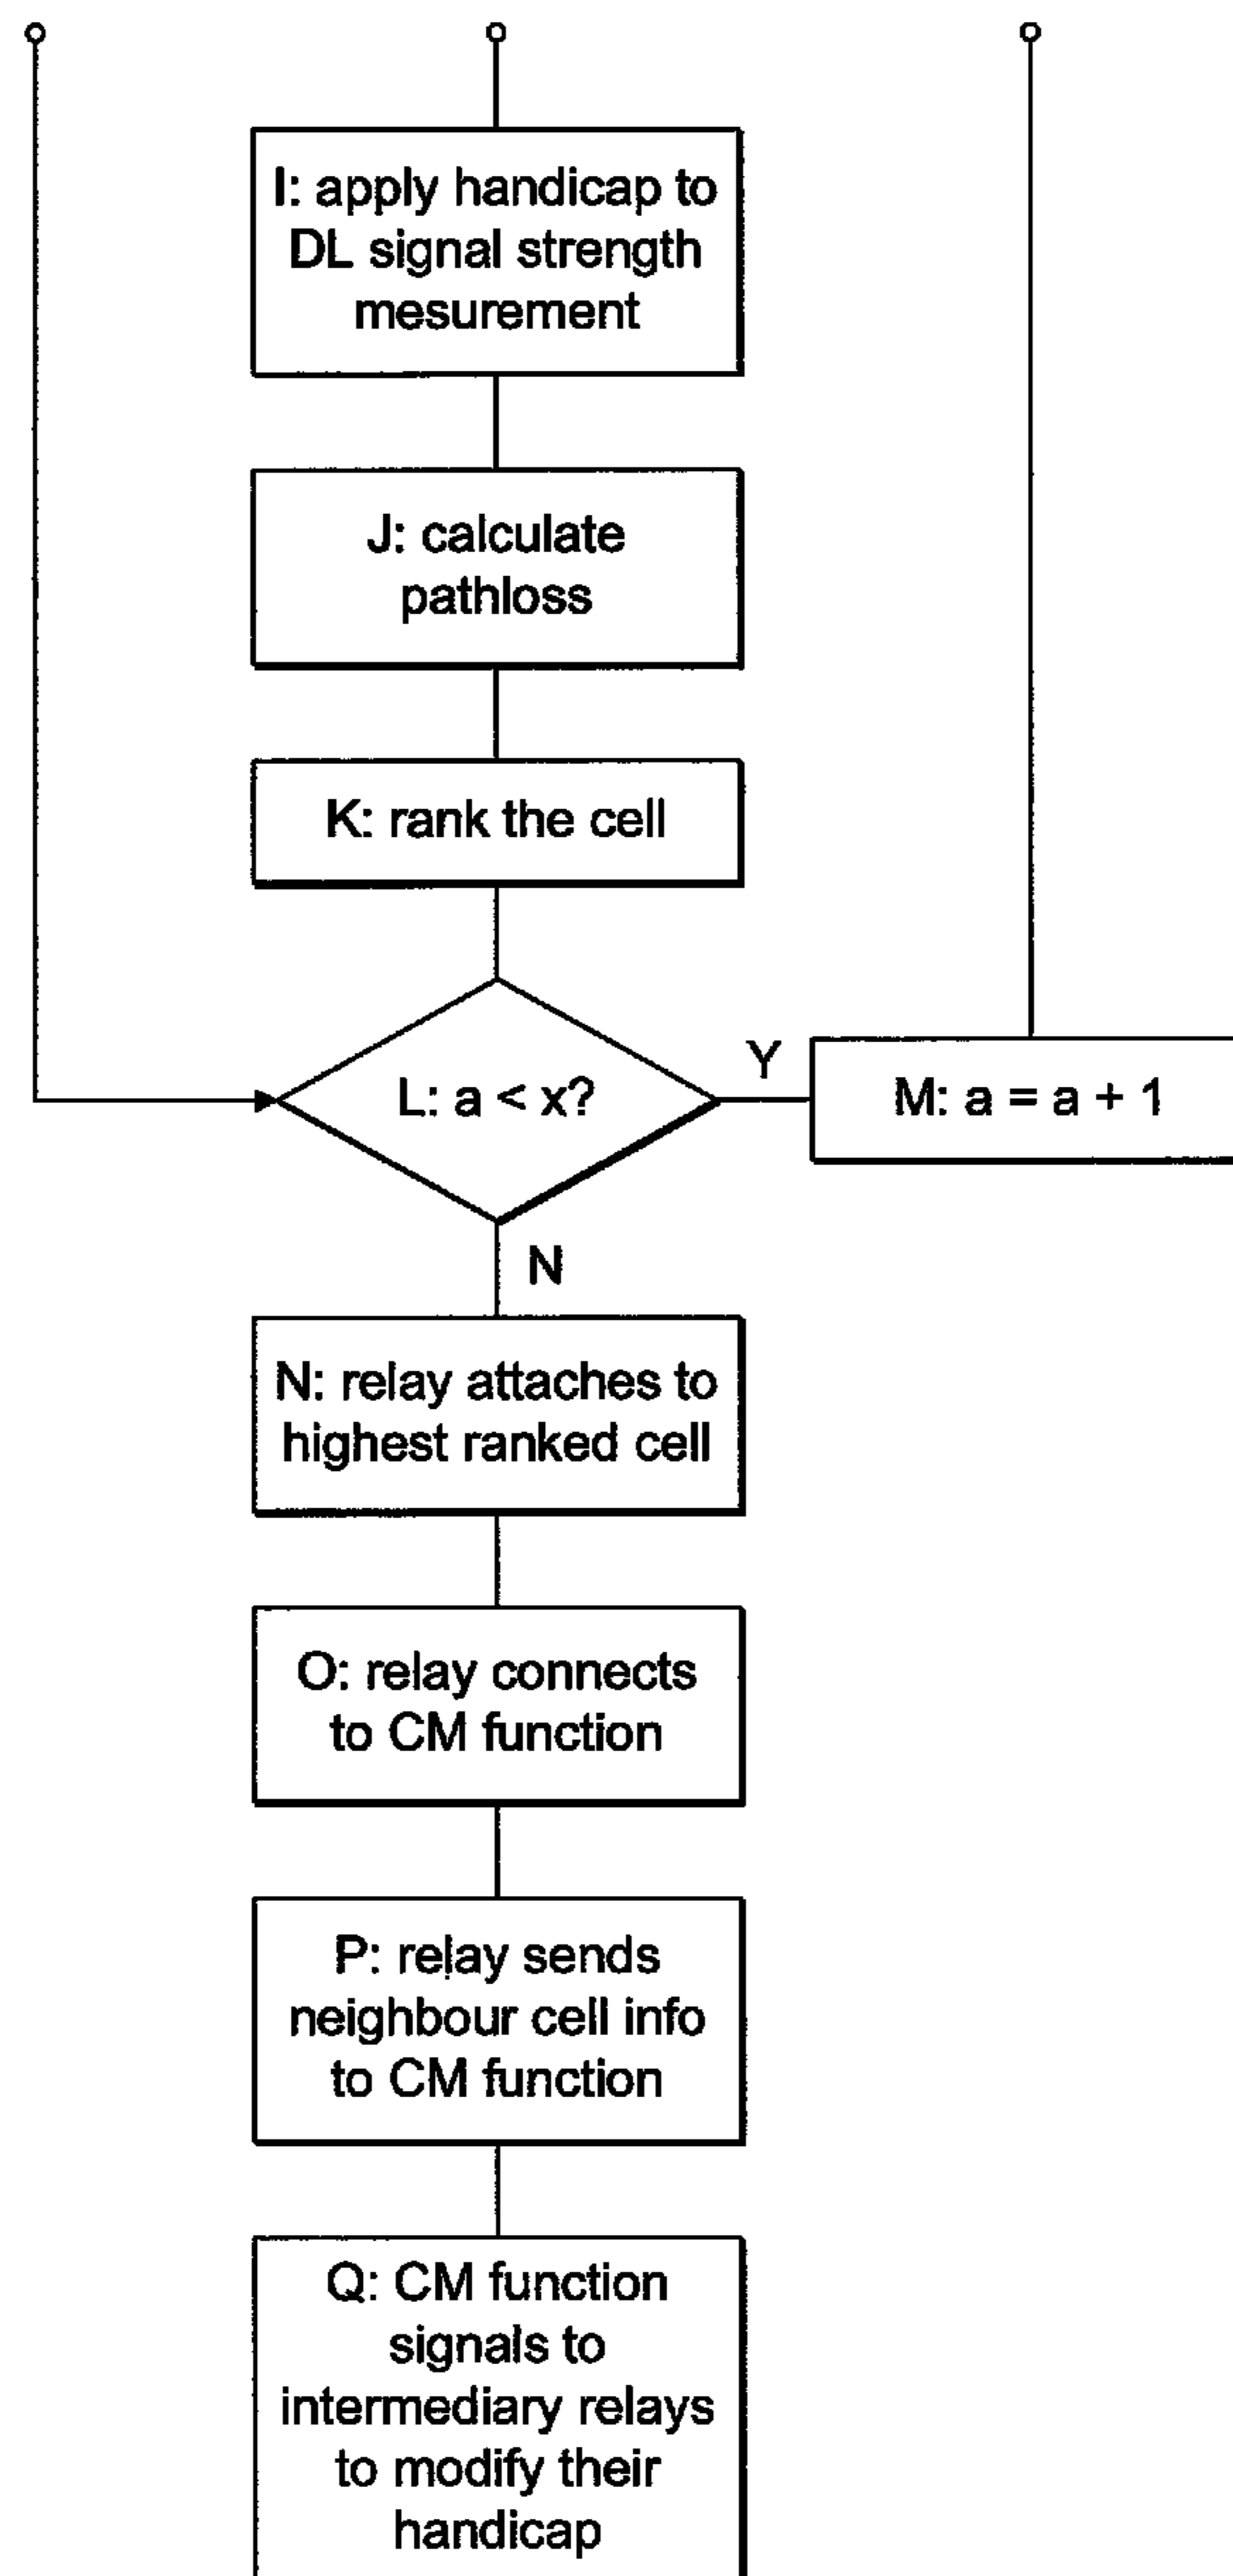 I: apply handicap to
DL signal strength
mesurement
J: calculate
pathloss
K: rank the cell
L: a < x?
Y
M: a = a + 1
N
N: relay attaches to
highest ranked cell
O: relay connects
to CM function
P: relay sends
neighbour cell info
to CM function
Q: CM function
signals to
intermediary relays
to modify their
handicap